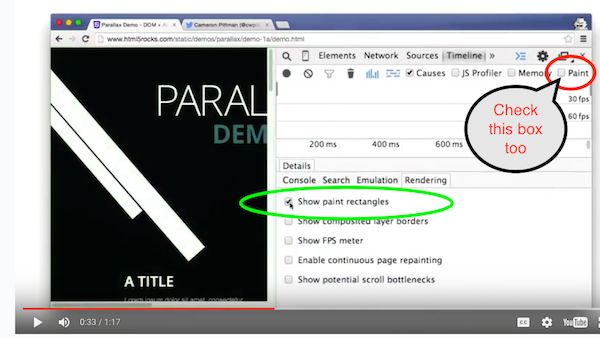 Parallax Demo - DOM + A
Cameron Pittman (@cwpi
www.html5rocks.com/static/demos/parallax/demo-1a/demo.html
Elements Network Sources Timeline »
Causes JS Profiler Memory Paint
30 fps
60 fps
200 ms 400 ms 600 ms
PARAL
DEM
Check
this box
too
Details
Console Search Emulation Rendering
Show paint rectangles
Show composited layer borders
Show FPS meter
Enable continuous page repainting
Show potential scroll bottlenecks
A TITLE
Lorem ipsum dolor sit amet, consectetur
0:33 / 1:17
CC
YouTube